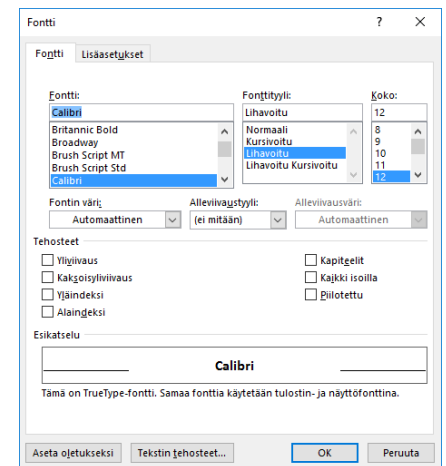 Fontti ? ×
Fontti Lisäasetukset
Fontti: Fonttityyli: Koko:
Calibri Lihavoitu 12
Britannic Bold Normaali 8
Broadway Kursivoitu 9
Brush Script MT Lihavoitu 10
Brush Script Std Lihavoitu Kursivoitu 11
Calibri 12
Fontin väri: Alleviivaustyyli: Alleviivausväri:
Automaattinen (ei mitään) Automaattinen
Tehosteet
Yliviivaus Kapiteelit
Kaksoisyliviivaus Kaikki isolla
Yläindeksi Piilotettu
Alaindeksi
Esikatselu
Calibri
Tämä on TrueType-fontti. Samaa fonttia käytetään tulostin- ja näyttöfonttina.
Aseta oletukseksi Tekstin tehosteet... OK Peruuta